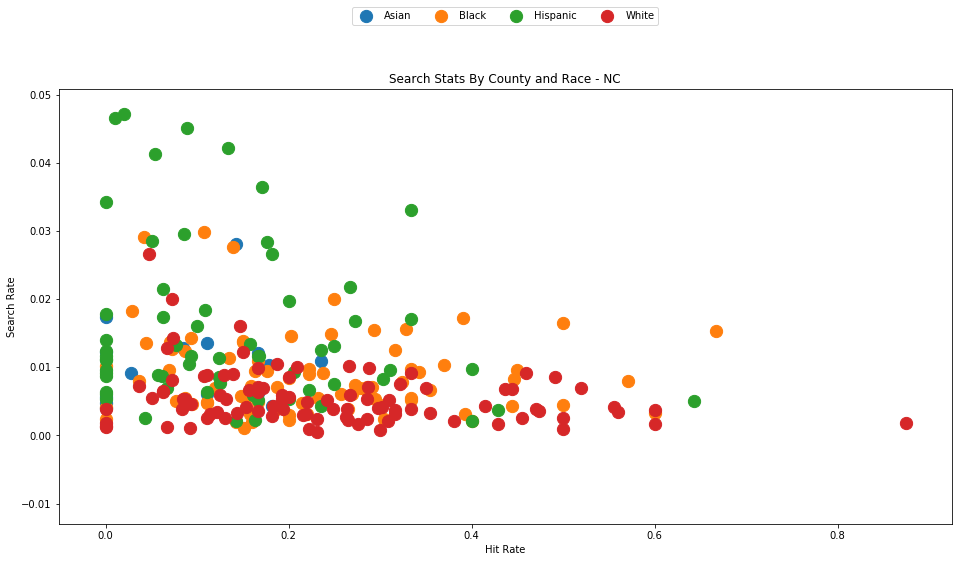 Asian Black Hispanic White
Search Stats By County and Race - NC
Search Rate
0.05
0.04
0.03
0.02
0.01
0.00
−0.01
0.0 0.2 0.4 0.6 0.8
Hit Rate